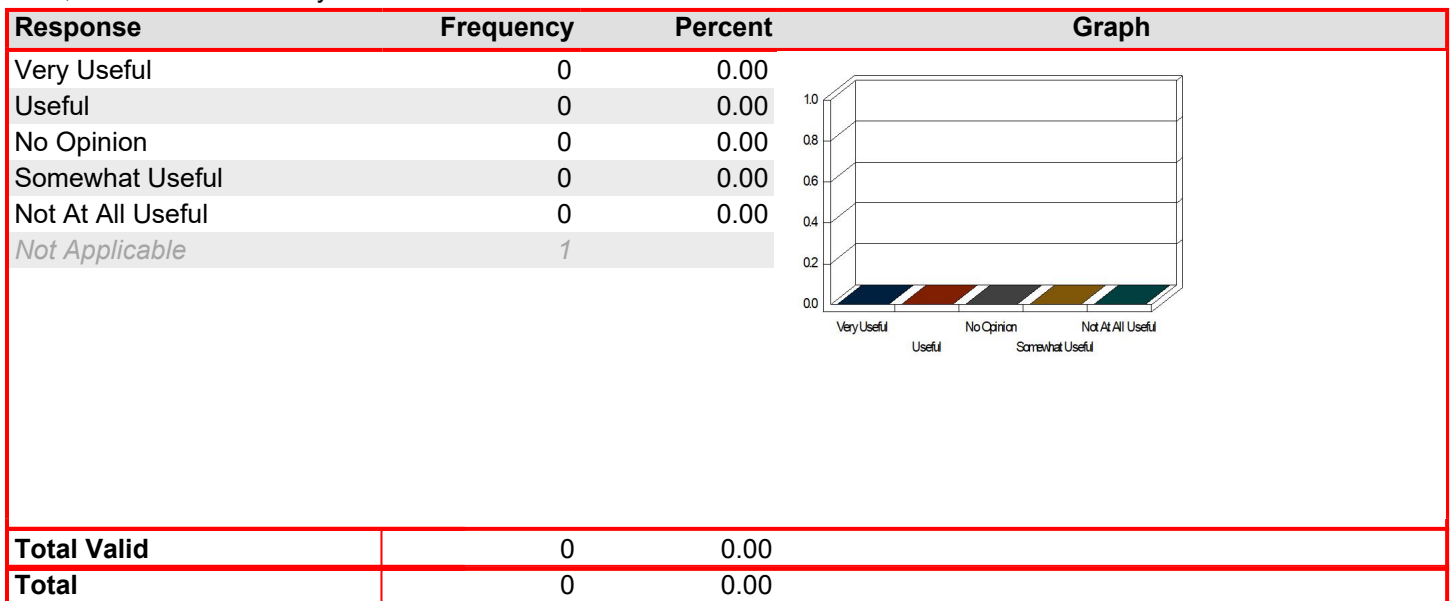 Response Frequency Percent Graph
Very Useful 0 0.00
Useful 0 0.00
No Opinion 0 0.00
Somewhat Useful 0 0.00
Not At All Useful 0 0.00
Not Applicable 1
1.0
0.8
0.6
0.4
0.2
0.0
Very Useful No Opinion Not At All Useful
Useful Somewhat Useful
Total Valid 0 0.00
Total 0 0.00